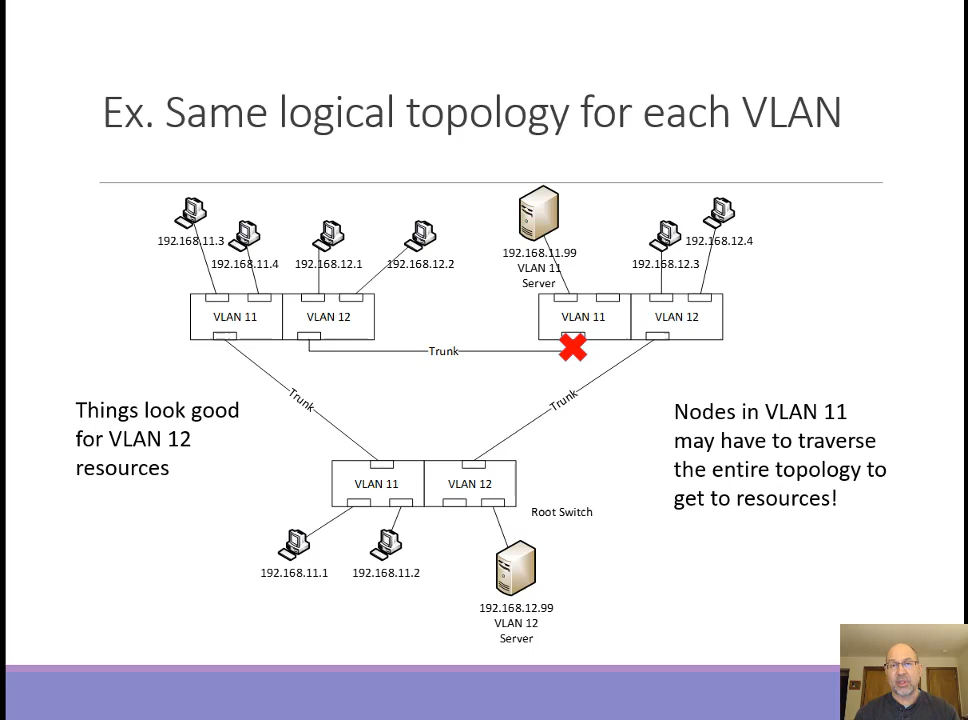 Ex. Same logical topology for each VLAN
192.168.11.3
192.168.11.4
192.168.12.1
192.168.12.2
192.168.11.99
VLAN 11
Server
192.168.12.3
192.168.12.4
VLAN 11
VLAN 12
VLAN 11
VLAN 12
Trunk
Trunk
Trunk
Things look good
for VLAN 12
resources
Nodes in VLAN 11
may have to traverse
the entire topology to
get to resources!
VLAN 11
VLAN 12
Root Switch
192.168.11.1
192.168.11.2
192.168.12.99
VLAN 12
Server